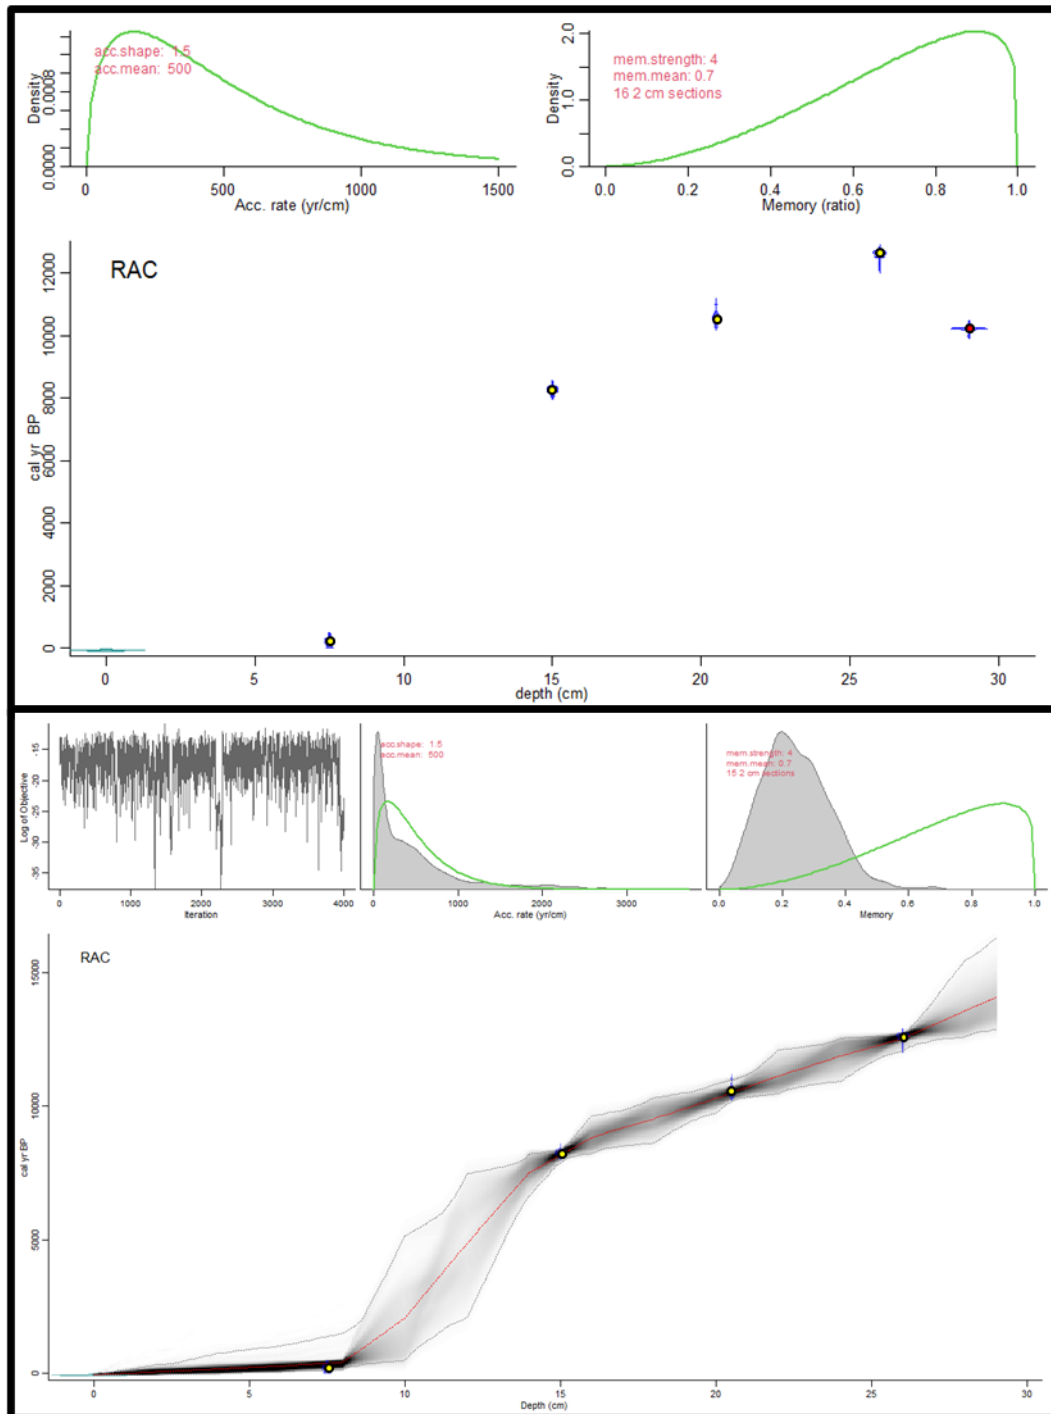 acc.shape: 1.5
acc.mean: 500
Density
0.0000
0.0008
0
500
1000
1500
Acc. rate (yr/cm)
mem.strength: 4
mem.mean: 0.7
16 2 cm sections
Density
0.0
1.0
2.0
0.0
0.2
0.4
0.6
0.8
1.0
Memory (ratio)
RAC
cal yr BP
0
2000
4000
6000
8000
10000
12000
0
5
10
15
20
25
30
depth (cm)
Log of Objective
-35
-30
-25
-20
-15
0
1000
2000
3000
4000
Iteration
acc.shape: 1.5
acc.mean: 500
0
1000
2000
3000
Acc. rate (yr/cm)
mem.strength: 4
mem.mean: 0.7
15 2 cm sections
0.0
0.2
0.4
0.6
0.8
1.0
Memory
RAC
cal yr BP
0
5000
10000
15000
0
5
10
15
20
25
30
Depth (cm)